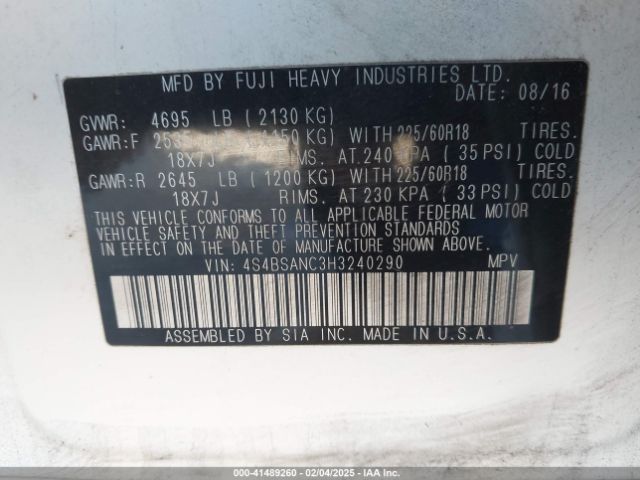 MFD BY FUJI HEAVY INDUSTRIES LTD.
DATE: 08/16
GVWR: 4695 LB (2130 KG)
GAWR:F 2535 (1150 KG) WITH 225/60R18 TIRES.
18X7J RIMS. AT 240 KPA (35 PSI) COLD
GAWR:R 2645 LB (1200 KG) WITH 225/60R18 TIRES.
18X7J RIMS. AT 230 KPA (33 PSI) COLD
THIS VEHICLE CONFORMS TO ALL APPLICABLE FEDERAL MOTOR
VEHICLE SAFETY AND THEFT PREVENTION STANDARDS
IN EFFECT ON THE DATE OF MANUFACTURE SHOWN ABOVE.
VIN: 4S4BSANC3H3240290 MPV
ASSEMBLED BY SIA INC. MADE IN U.S.A.
000-41489260 - 02/04/2025 - IAA Inc.